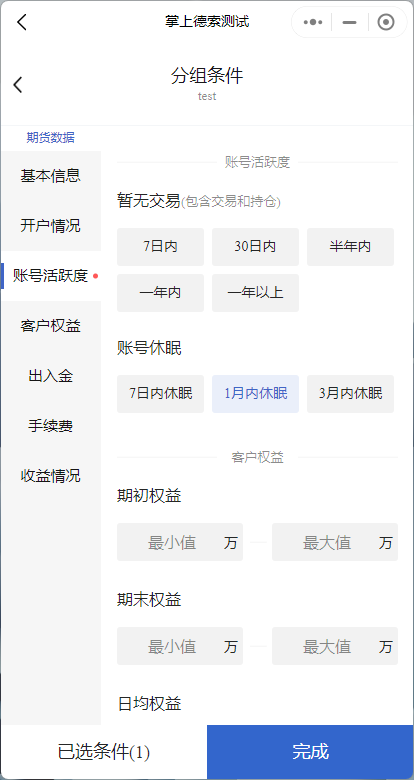 掌上德索测试
分组条件
test
期货数据
基本信息
开户情况
账号活跃度
客户权益
出入金
手续费
收益情况
账号活跃度
暂无交易(包含交易和持仓)
7日内 30日内 半年内
一年内 一年以上
账号休眠
7日内休眠 1月内休眠 3月内休眠
客户权益
期初权益
最小值 万 最大值 万
期末权益
最小值 万 最大值 万
日均权益
已选条件(1) 完成